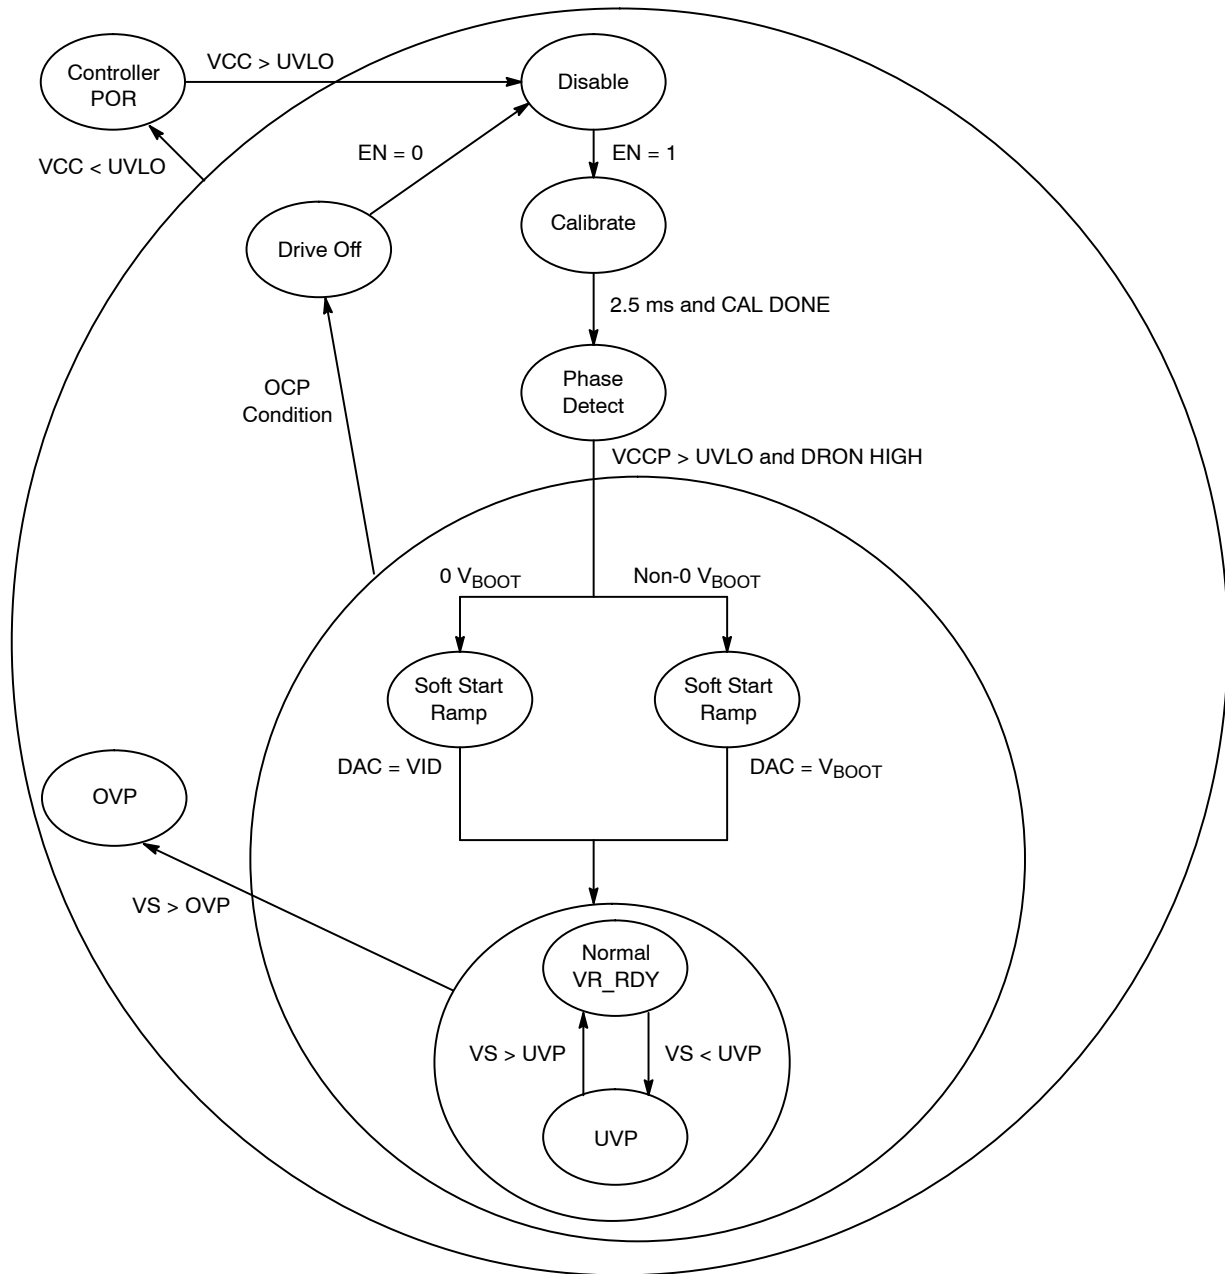 VCC > UVLO
Controller
POR
Disable
EN = 0
EN = 1
VCC < UVLO
Calibrate
Drive Off
2.5 ms and CAL DONE
Phase
Detect
OCP
Condition
VCCP > UVLO and DRON HIGH
0 VBOOT
Non-0 VBOOT
Soft Start
Ramp
Soft Start
Ramp
DAC = VID
DAC = VBOOT
OVP
VS > OVP
Normal
VR_RDY
VS > UVP
VS < UVP
UVP